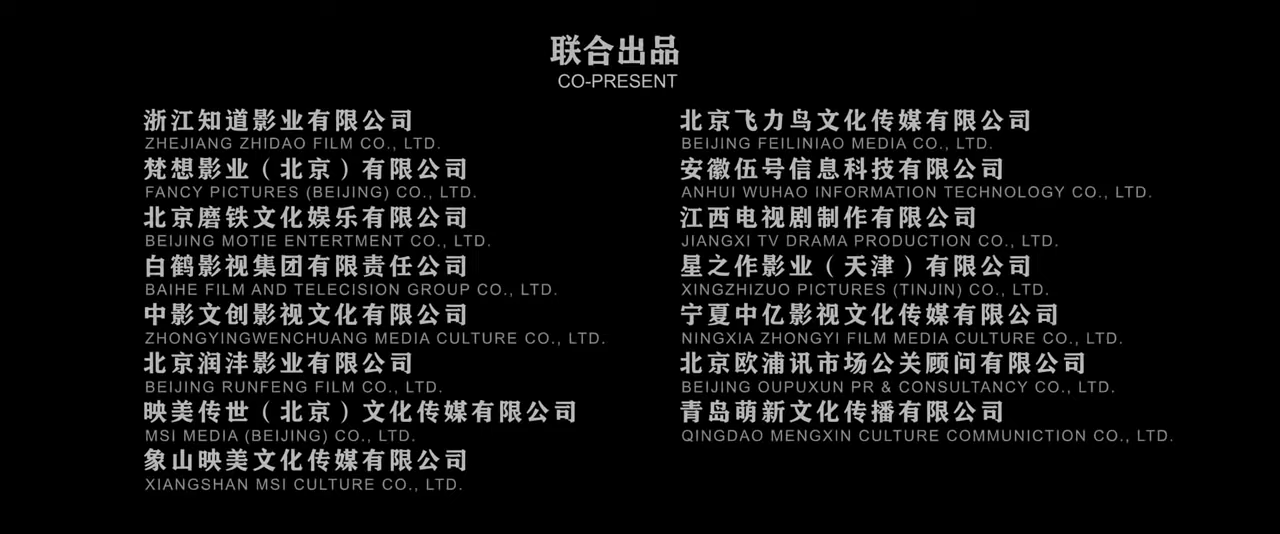 联合出品
CO-PRESENT
浙江知道影业有限公司
ZHEJIANG ZHIDAO FILM CO., LTD.
梵想影业（北京）有限公司
FANCY PICTURES (BEIJING) CO., LTD.
北京磨铁文化娱乐有限公司
BEIJING MOTIE ENTERTMENT CO., LTD.
白鹤影视集团有限责任公司
BAIHE FILM AND TELECISION GROUP CO., LTD.
中影文创影视文化有限公司
ZHONGYINGWENCHUANG MEDIA CULTURE CO., LTD.
北京润沣影业有限公司
BEIJING RUNFENG FILM CO., LTD.
映美传世（北京）文化传媒有限公司
MSI MEDIA (BEIJING) CO., LTD.
象山映美文化传媒有限公司
XIANGSHAN MSI CULTURE CO., LTD.
北京飞力鸟文化传媒有限公司
BEIJING FEILINIAO MEDIA CO., LTD.
安徽伍号信息科技有限公司
ANHUI WUHAO INFORMATION TECHNOLOGY CO., LTD.
江西电视剧制作有限公司
JIANGXI TV DRAMA PRODUCTION CO., LTD.
星之作影业（天津）有限公司
XINGZHIZUO PICTURES (TINJIN) CO., LTD.
宁夏中亿影视文化传媒有限公司
NINGXIA ZHONGYI FILM MEDIA CULTURE CO., LTD.
北京欧浦讯市场公关顾问有限公司
BEIJING OUPUXUN PR & CONSULTANCY CO., LTD.
青岛萌新文化传播有限公司
QINGDAO MENGXIN CULTURE COMMUNICTION CO., LTD.